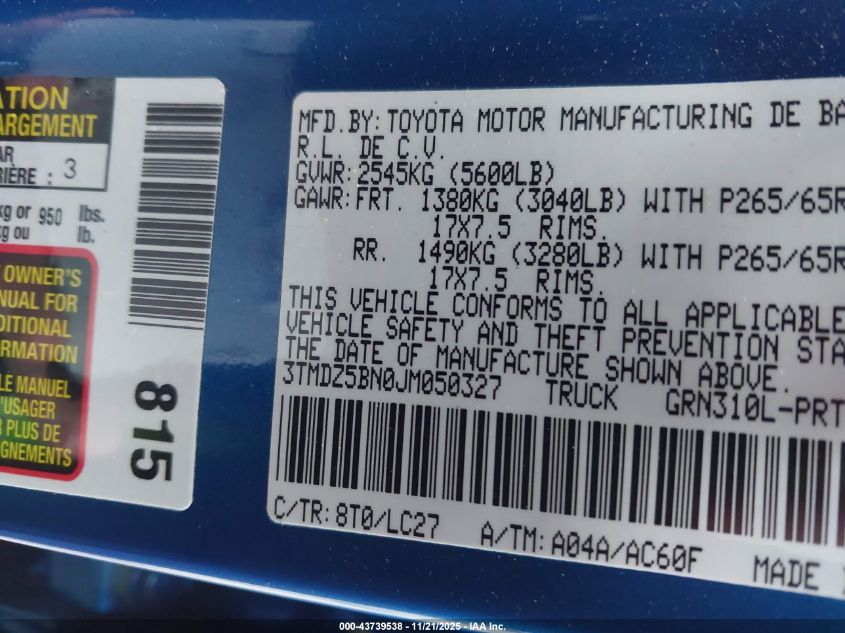 ATION
ARGEMENT
AR
RIÈRE : 3
kg or 950 lbs.
kg ou lb.
OWNER'S
NUAL FOR
DITIONAL
ORMATION
LE MANUEL
'USAGER
R PLUS DE
IGNEMENTS
815
MFD.BY: TOYOTA MOTOR MANUFACTURING DE BA
R.L. DE C.V.
GVWR: 2545KG (5600LB)
GAWR: FRT. 1380KG (3040LB) WITH P265/65R
17X7.5 RIMS.
RR. 1490KG (3280LB) WITH P265/65R
17X7.5 RIMS.
THIS VEHICLE CONFORMS TO ALL APPLICABLE
VEHICLE SAFETY AND THEFT PREVENTION STA
THE DATE OF MANUFACTURE SHOWN ABOVE.
3TMDZ5BN0JM050327 TRUCK GRN310L-PRT
C/TR: 8T0/LC27 A/TM: A04A/AC60F
MADE
000-43739538 - 11/21/2025 - IAA Inc.